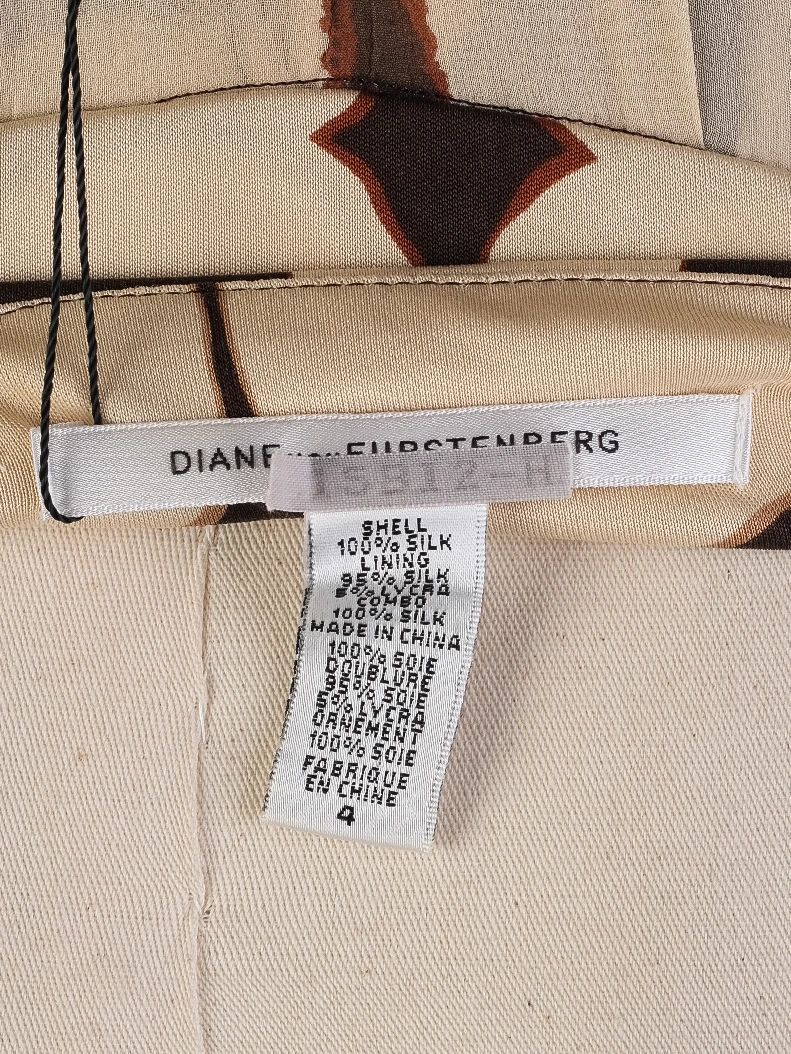 DIANE VON FURSTENBERG
SHELL
100% SILK
LINING
95% SILK
5% LYCRA
COMBO
100% SILK
MADE IN CHINA
100% SOIE
DOUBLURE
95% SOIE
5% LYCRA
ORNEMENT
100% SOIE
FABRIQUE
EN CHINE
4